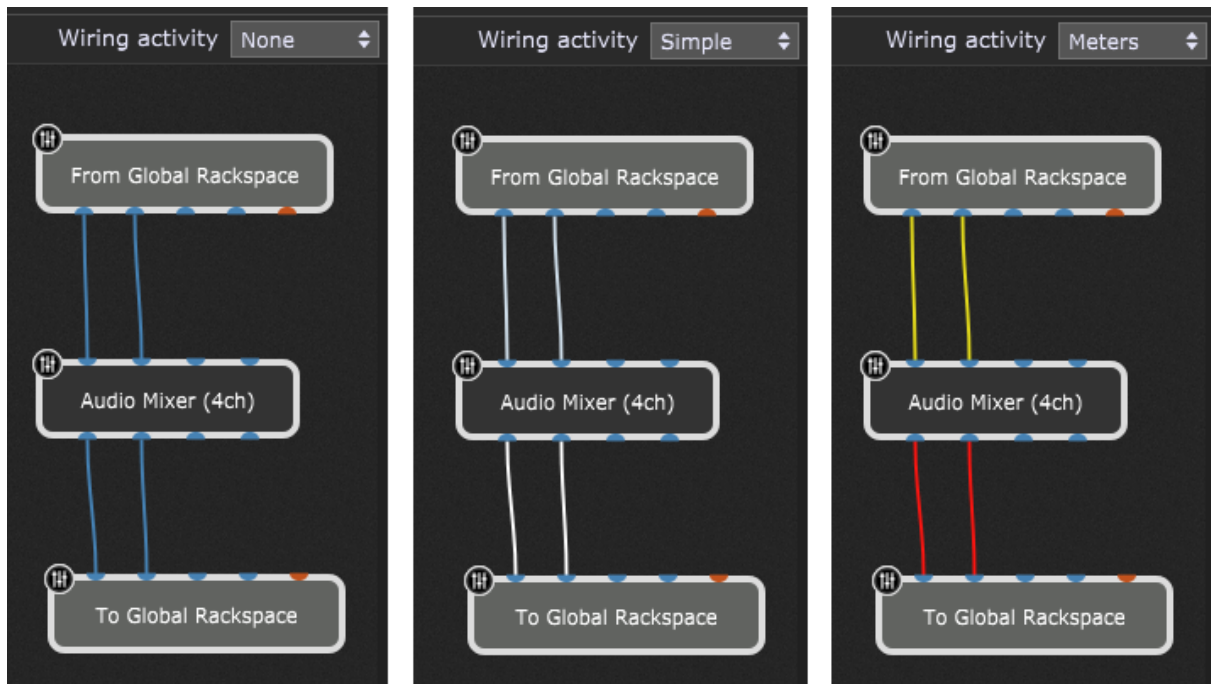 Wiring activity None
From Global Rackspace
Audio Mixer (4ch)
To Global Rackspace
Wiring activity Simple
From Global Rackspace
Audio Mixer (4ch)
To Global Rackspace
Wiring activity Meters
From Global Rackspace
Audio Mixer (4ch)
To Global Rackspace